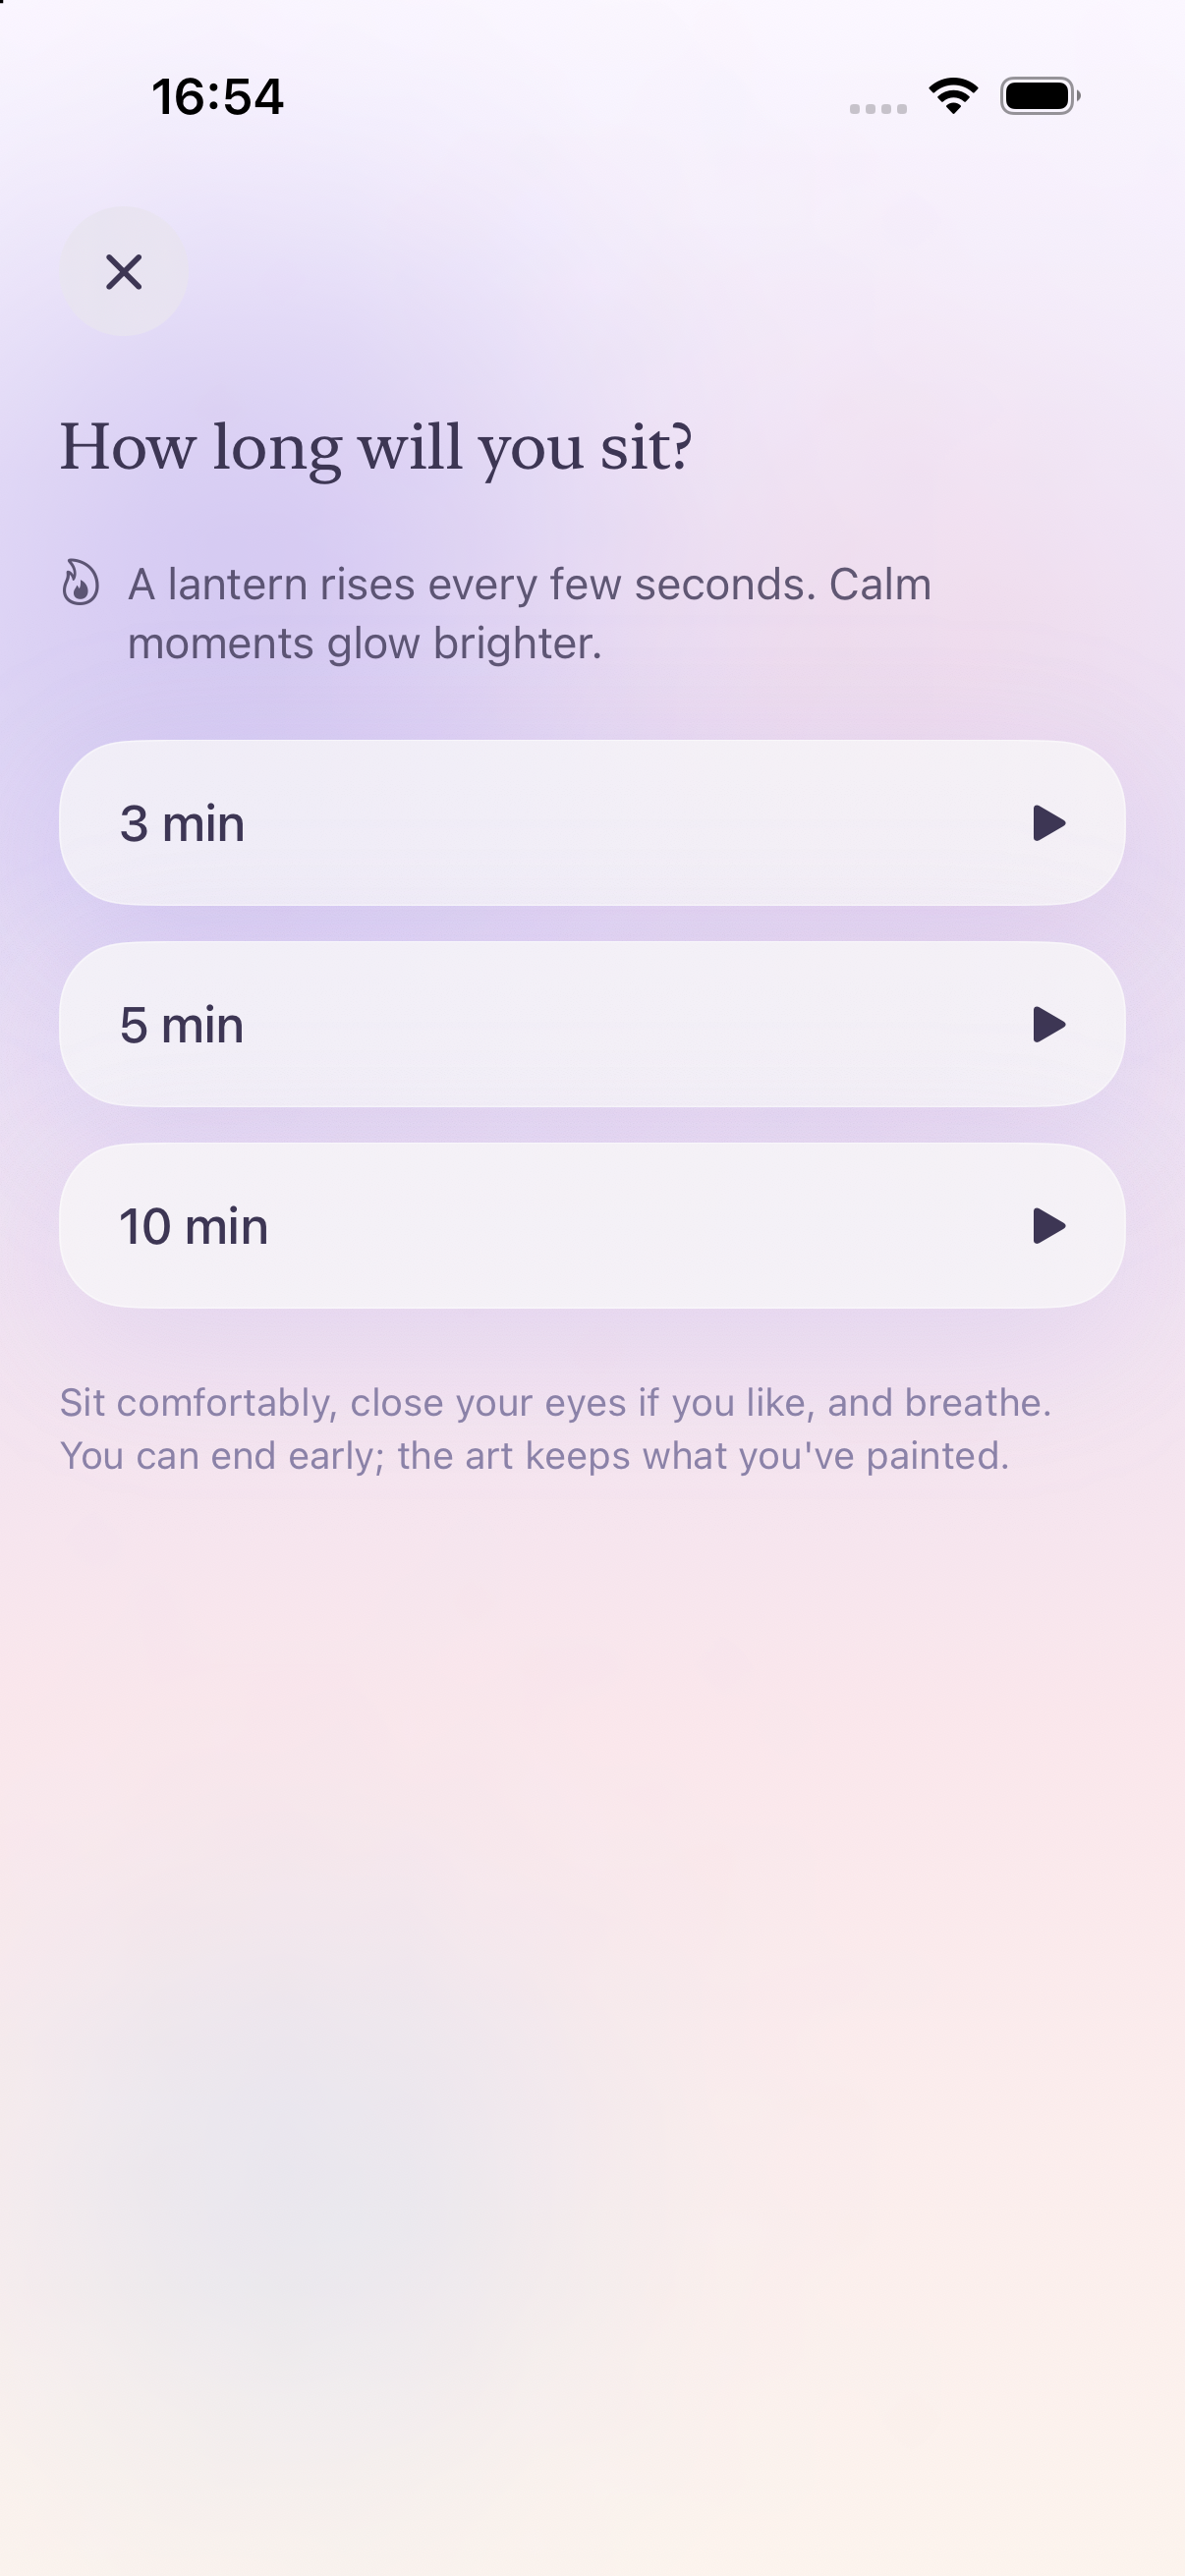 16:54
How long will you sit?
A lantern rises every few seconds. Calm
moments glow brighter.
3 min
5 min
10 min
Sit comfortably, close your eyes if you like, and breathe.
You can end early; the art keeps what you've painted.